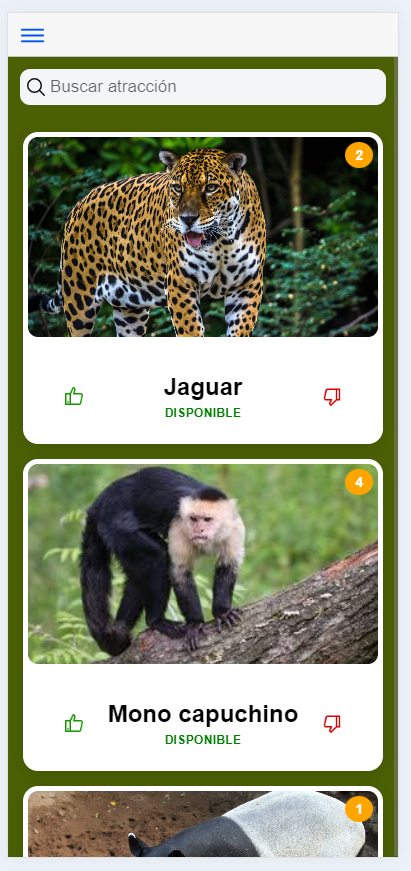 Buscar atracción
2
Jaguar
DISPONIBLE
4
Mono capuchino
DISPONIBLE
1